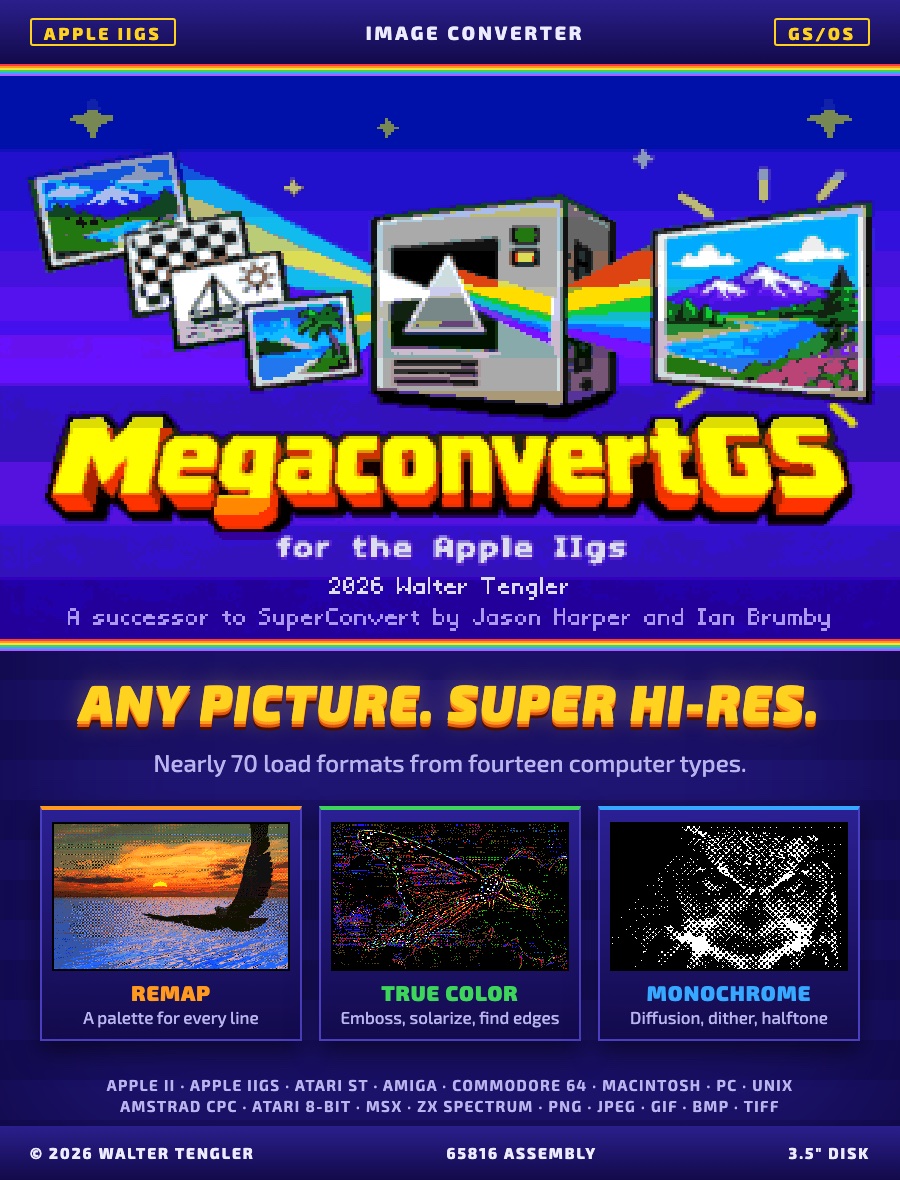 APPLE IIGS
IMAGE CONVERTER
GS/OS
MegaconvertGS
for the Apple IIgs
2026 Walter Tengler
A successor to SuperConvert by Jason Harper and Ian Brumby
ANY PICTURE. SUPER HI-RES.
Nearly 70 load formats from fourteen computer types.
REMAP
A palette for every line
TRUE COLOR
Emboss, solarize, find edges
MONOCHROME
Diffusion, dither, halftone
APPLE II · APPLE IIGS · ATARI ST · AMIGA · COMMODORE 64 · MACINTOSH · PC · UNIX
AMSTRAD CPC · ATARI 8-BIT · MSX · ZX SPECTRUM · PNG · JPEG · GIF · BMP · TIFF
© 2026 WALTER TENGLER
65816 ASSEMBLY
3.5" DISK